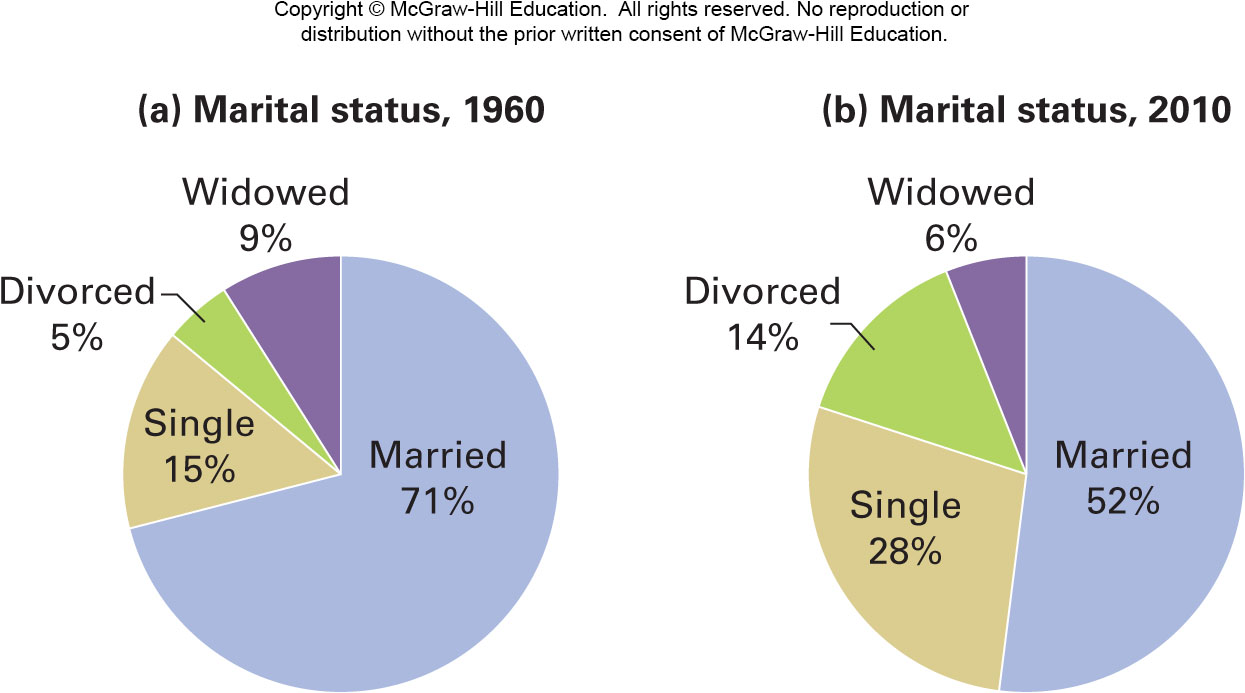 Copyright © McGraw-Hill Education.  All rights reserved. No reproduction or
distribution without the prior written consent of McGraw-Hill Education.
(a) Marital status, 1960
Widowed
9%
Divorced
5%
Single
15%
Married
71%
(b) Marital status, 2010
Widowed
6%
Divorced
14%
Single
28%
Married
52%